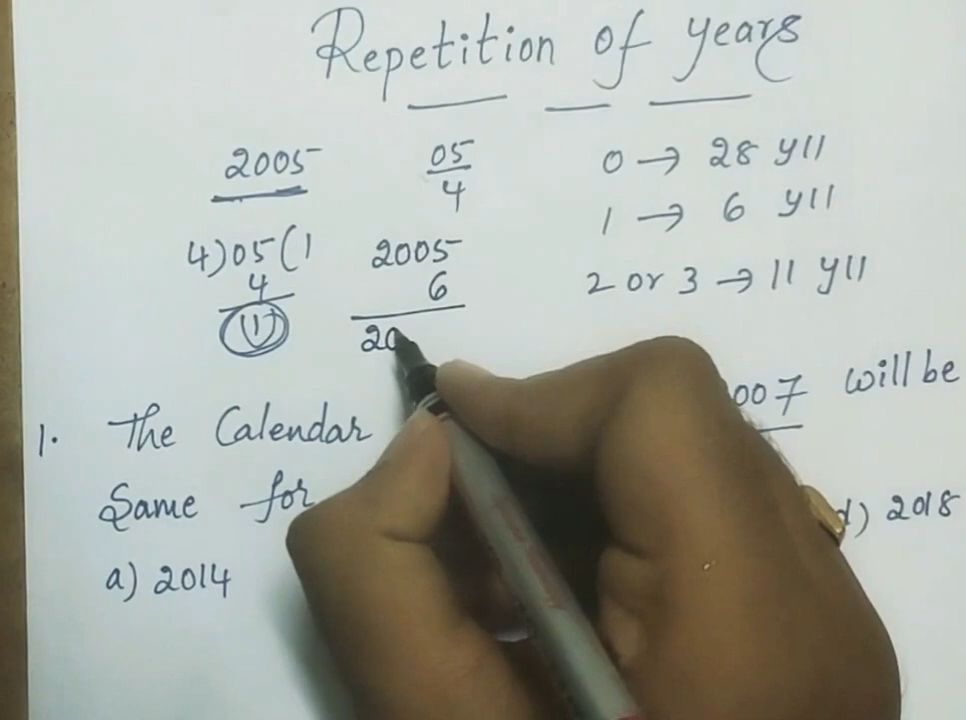 Repetition of years
2005
05
4
0 → 28 yrs
1 → 6 yrs
2 or 3 → 11 yrs
4)05(1
4
1
2005
6
20
1. The Calendar 007 will be
Same for d) 2018
a) 2014